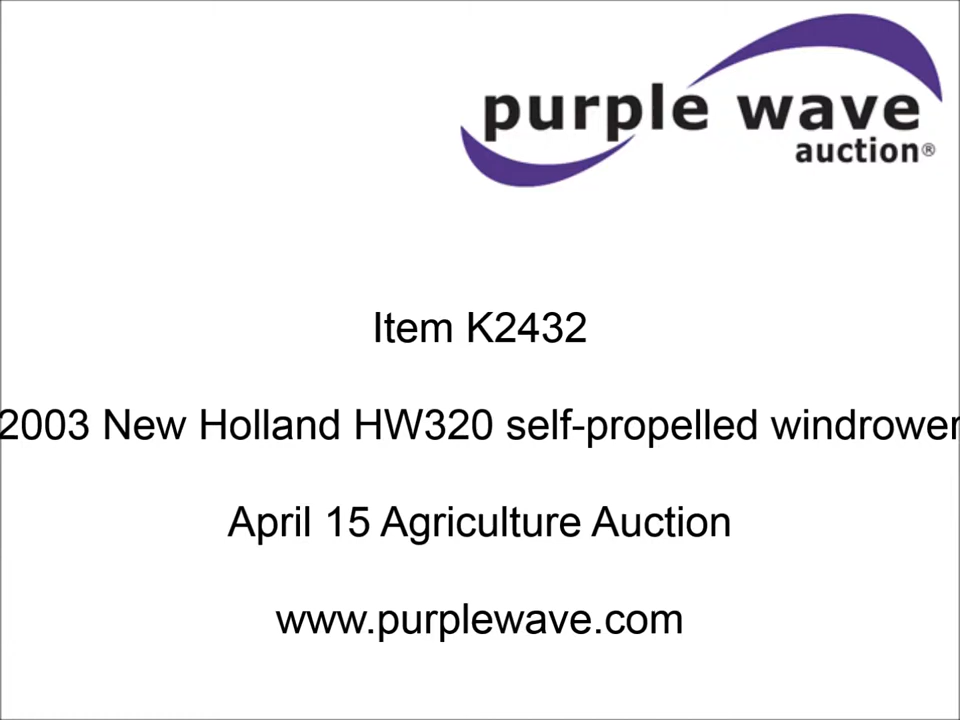 purple wave
auction®
Item K2432
2003 New Holland HW320 self-propelled windrower
April 15 Agriculture Auction
www.purplewave.com